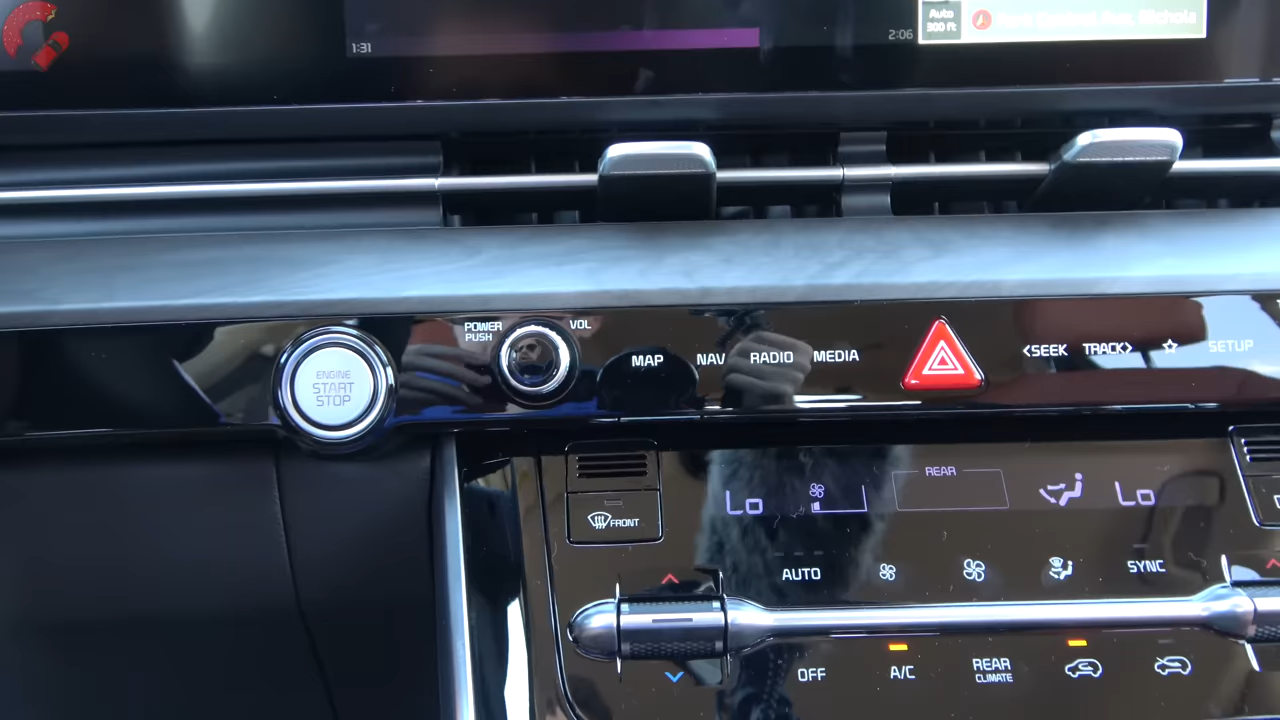 1:31
2:06
Auto
300 ft
POWER
PUSH
VOL
ENGINE
START
STOP
MAP
NAV
RADIO
MEDIA
<SEEK
TRACK>
SETUP
FRONT
Lo
REAR
Lo
AUTO
SYNC
OFF
A/C
REAR
CLIMATE